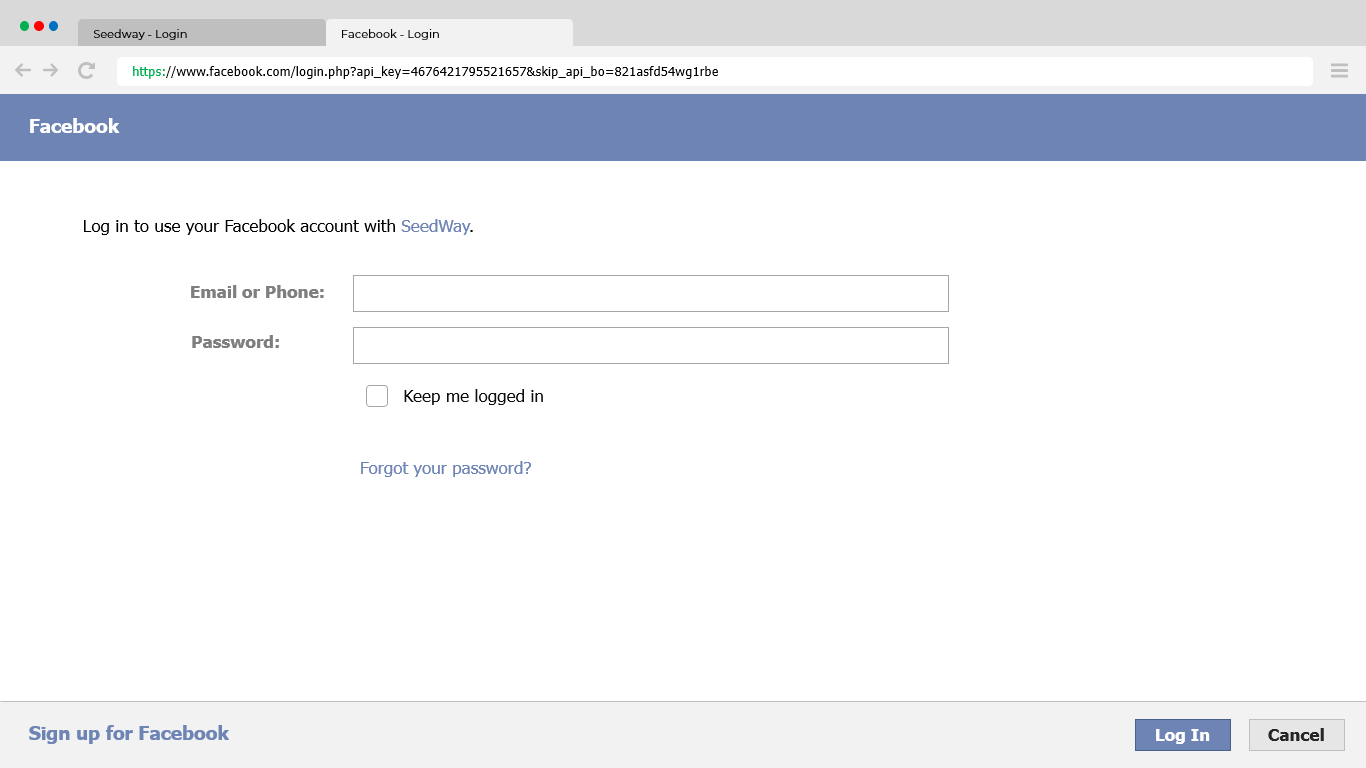 Seedway - Login
Facebook - Login
https://www.facebook.com/login.php?api_key=4676421795521657&skip_api_bo=821asfd54wg1rbe
Facebook
Log in to use your Facebook account with SeedWay.
Email or Phone:
Password:
Keep me logged in
Forgot your password?
Sign up for Facebook
Log In
Cancel